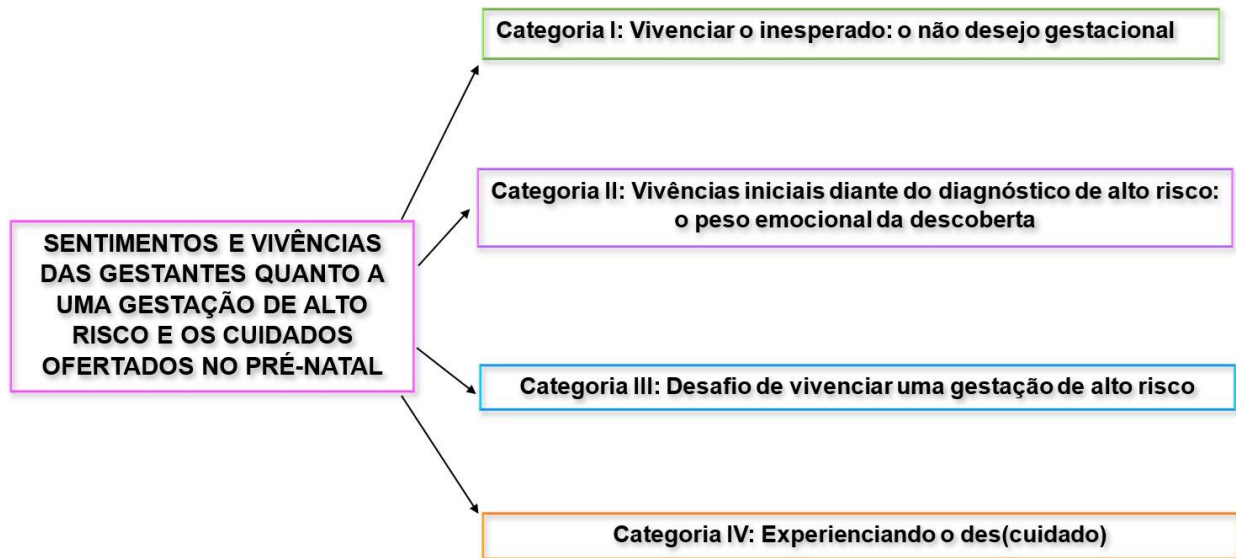 Categoria I: Vivenciar o inesperado: o não desejo gestacional
Categoria II: Vivências iniciais diante do diagnóstico de alto risco:
o peso emocional da descoberta
SENTIMENTOS E VIVÊNCIAS
DAS GESTANTES QUANTO A
UMA GESTAÇÃO DE ALTO
RISCO E OS CUIDADOS
OFERTADOS NO PRÉ-NATAL
Categoria III: Desafio de vivenciar uma gestação de alto risco
Categoria IV: Experienciando o des(cuidado)